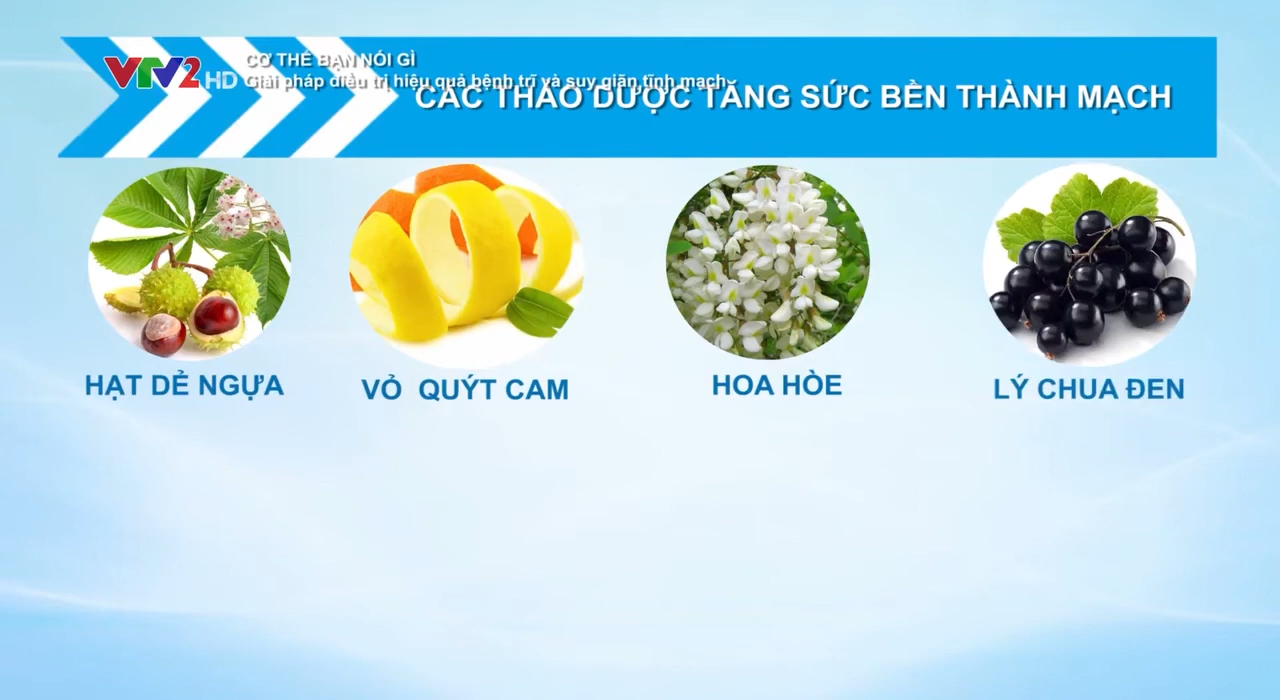 VTV2 HD
CƠ THỂ BẠN NÓI GÌ
Giải pháp điều trị hiệu quả bệnh trĩ và suy giãn tĩnh mạch
CÁC THẢO DƯỢC TĂNG SỨC BỀN THÀNH MẠCH
HẠT DẺ NGỰA
VỎ QUÝT CAM
HOA HÒE
LÝ CHUA ĐEN